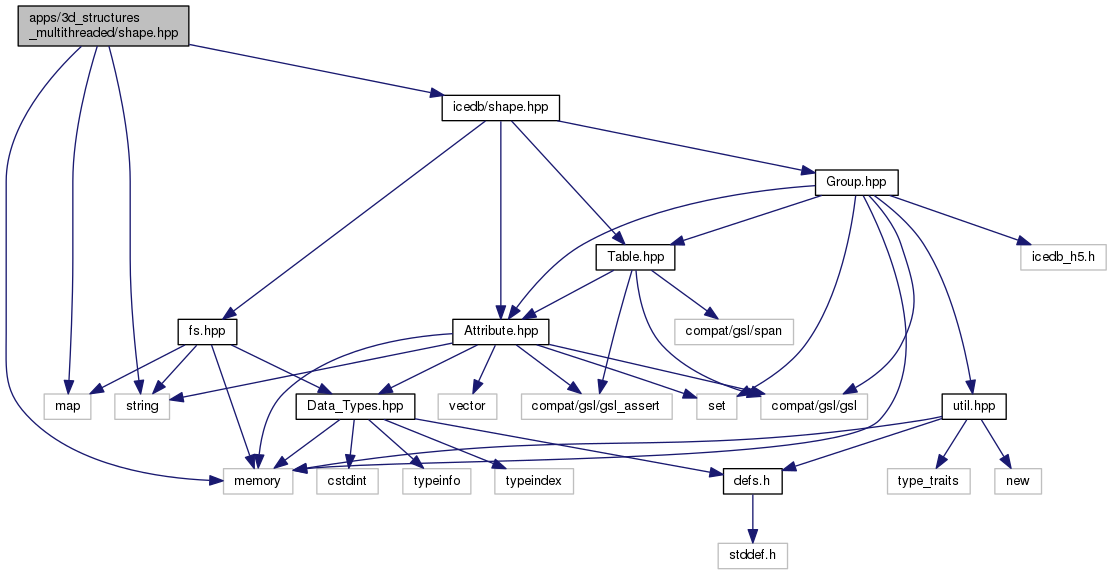 apps/3d_structures
_multithreaded/shape.hpp
icedb/shape.hpp
Group.hpp
Table.hpp
icedb_h5.h
fs.hpp
Attribute.hpp
compat/gsl/span
map
string
Data_Types.hpp
vector
compat/gsl/gsl_assert
set
compat/gsl/gsl
util.hpp
memory
cstdint
typeinfo
typeindex
defs.h
type_traits
new
stddef.h